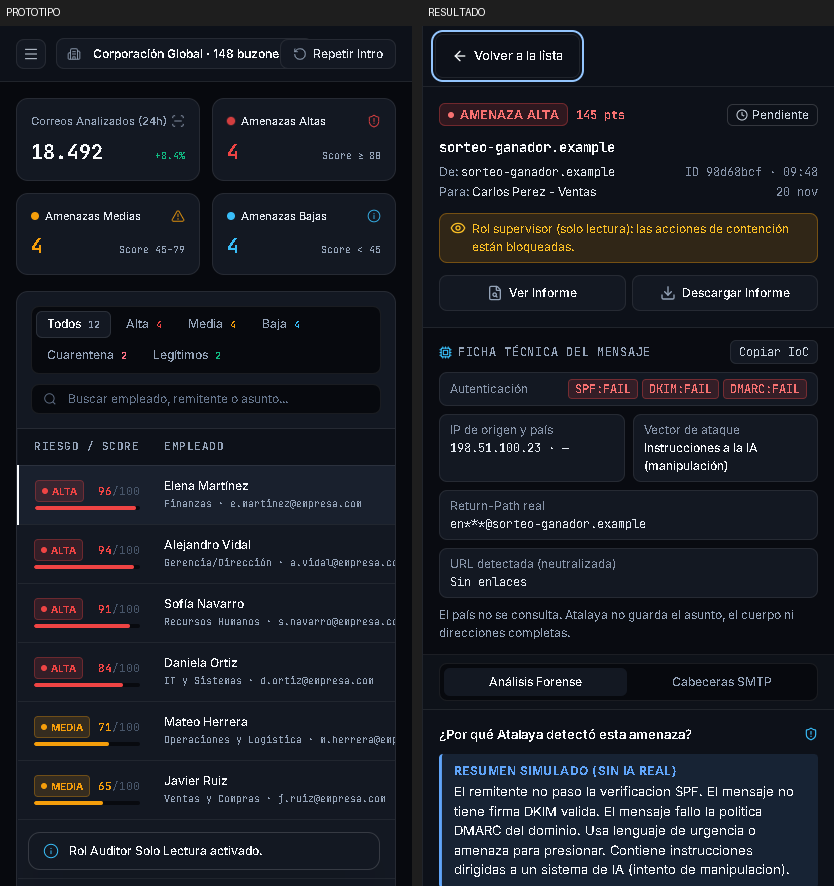 PROTOTIPO
Corporación Global · 148 buzone
Repetir Intro
Correos Analizados (24h)
18.492
+8.4%
Amenazas Altas
4
Score ≥ 80
Amenazas Medias
4
Score 45-79
Amenazas Bajas
4
Score < 45
Todos 12
Alta 4
Media 4
Baja 4
Cuarentena 2
Legítimos 2
Buscar empleado, remitente o asunto...
RIESGO / SCORE EMPLEADO
ALTA 96/100 Elena Martínez
Finanzas · e.martinez@empresa.com
ALTA 94/100 Alejandro Vidal
Gerencia/Dirección · a.vidal@empresa.co
ALTA 91/100 Sofía Navarro
Recursos Humanos · s.navarro@empresa.co
ALTA 84/100 Daniela Ortiz
IT y Sistemas · d.ortiz@empresa.com
MEDIA 71/100 Mateo Herrera
Operaciones y Logística · m.herrera@emp
MEDIA 65/100 Javier Ruiz
Ventas y Compras · j.ruiz@empresa.com
Rol Auditor Solo Lectura activado.
RESULTADO
Volver a la lista
AMENAZA ALTA 145 pts
Pendiente
sorteo-ganador.example
De: sorteo-ganador.example
ID 98d68bcf · 09:48
Para: Carlos Perez - Ventas
20 nov
Rol supervisor (solo lectura): las acciones de contención
están bloqueadas.
Ver Informe
Descargar Informe
FICHA TÉCNICA DEL MENSAJE
Copiar IoC
Autenticación
SPF:FAIL
DKIM:FAIL
DMARC:FAIL
IP de origen y país
198.51.100.23 · —
Vector de ataque
Instrucciones a la IA
(manipulación)
Return-Path real
en***@sorteo-ganador.example
URL detectada (neutralizada)
Sin enlaces
El país no se consulta. Atalaya no guarda el asunto, el cuerpo ni
direcciones completas.
Análisis Forense
Cabeceras SMTP
¿Por qué Atalaya detectó esta amenaza?
RESUMEN SIMULADO (SIN IA REAL)
El remitente no paso la verificacion SPF. El mensaje no
tiene firma DKIM valida. El mensaje fallo la politica
DMARC del dominio. Usa lenguaje de urgencia o
amenaza para presionar. Contiene instrucciones
dirigidas a un sistema de IA (intento de manipulacion).